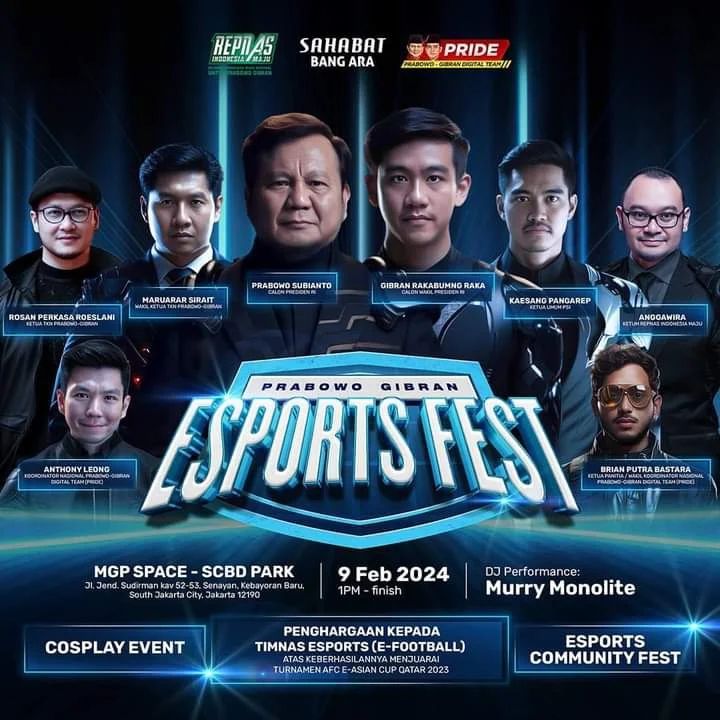 REPNAS
INDONESIA MAJU
SAHABAT
BANG ARA
PRIDE
PRABOWO - GIBRAN DIGITAL TEAM
ROSAN PERKASA ROESLANI
KETUA TKN PRABOWO-GIBRAN
MARUARAR SIRAIT
WAKIL KETUA TKN PRABOWO-GIBRAN
PRABOWO SUBIANTO
CALON PRESIDEN RI
GIBRAN RAKABUMNG RAKA
CALON WAKIL PRESIDEN RI
KAESANG PANGAREP
KETUA UMUM PSI
ANGGAWIRA
KETUM REPNAS INDONESIA MAJU
ANTHONY LEONG
KOORDINATOR NASIONAL PRABOWO-GIBRAN
DIGITAL TEAM (PRIDE)
PRABOWO GIBRAN
ESPORTS FEST
BRIAN PUTRA BASTARA
KETUA PANITIA / WAKIL KOORDINATOR NASIONAL
PRABOWO-GIBRAN DIGITAL TEAM (PRIDE)
MGP SPACE - SCBD PARK
Jl. Jend. Sudirman kav 52-53, Senayan, Kebayoran Baru,
South Jakarta City, Jakarta 12190
9 Feb 2024
1PM - finish
DJ Performance:
Murry Monolite
COSPLAY EVENT
PENGHARGAAN KEPADA
TIMNAS ESPORTS (E-FOOTBALL)
ATAS KEBERHASILANNYA MENJUARAI
TURNAMEN AFC E-ASIAN CUP QATAR 2023
ESPORTS
COMMUNITY FEST